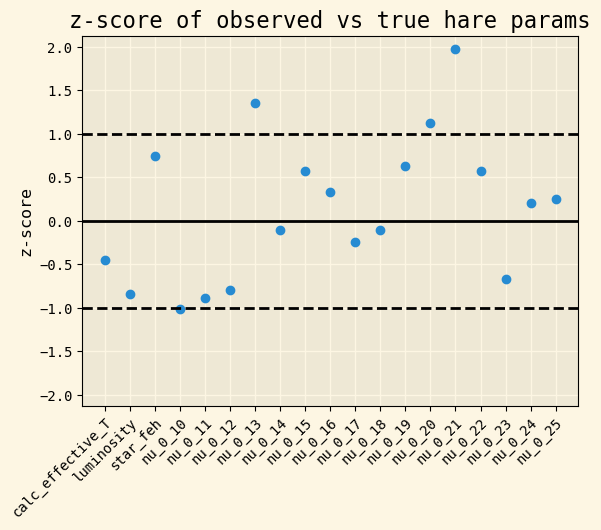 z-score of observed vs true hare params
2.0
1.5
1.0
0.5
0.0
−0.5
−1.0
−1.5
−2.0
z-score
calc_effective_T
luminosity
star_feh
nu_0_10
nu_0_11
nu_0_12
nu_0_13
nu_0_14
nu_0_15
nu_0_16
nu_0_17
nu_0_18
nu_0_19
nu_0_20
nu_0_21
nu_0_22
nu_0_23
nu_0_24
nu_0_25